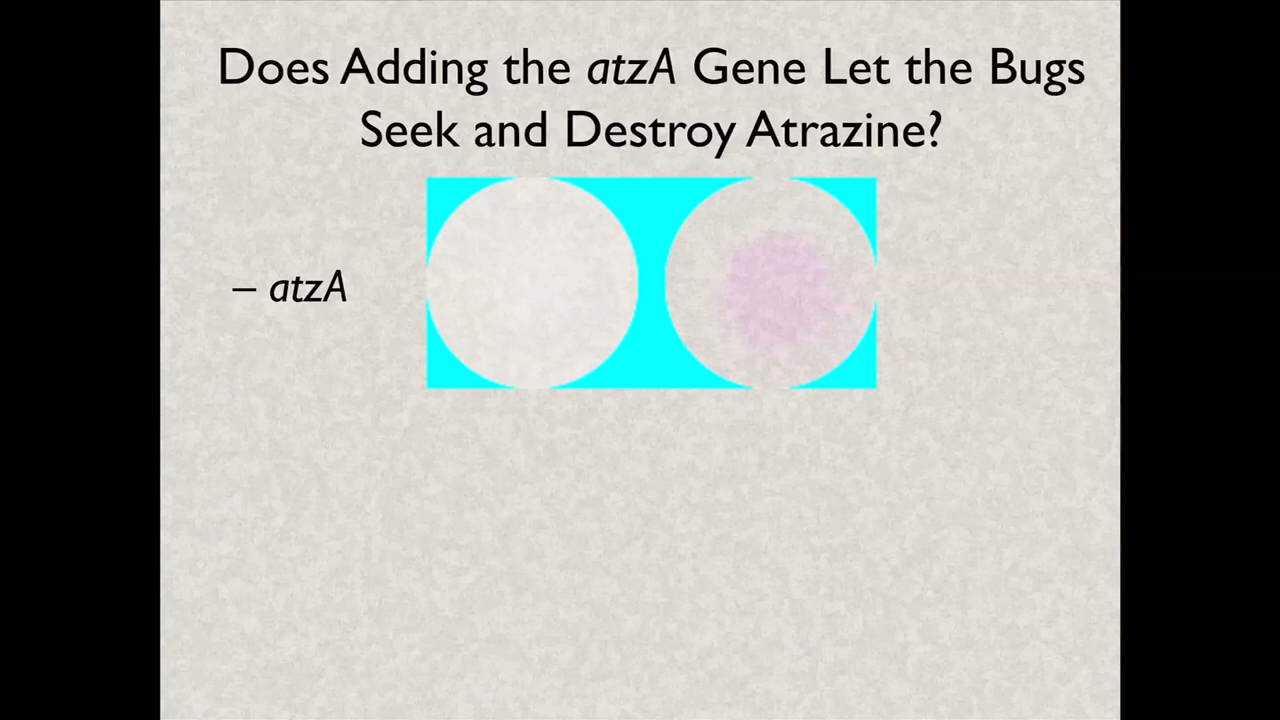 Does Adding the atzA Gene Let the Bugs
Seek and Destroy Atrazine?
– atzA